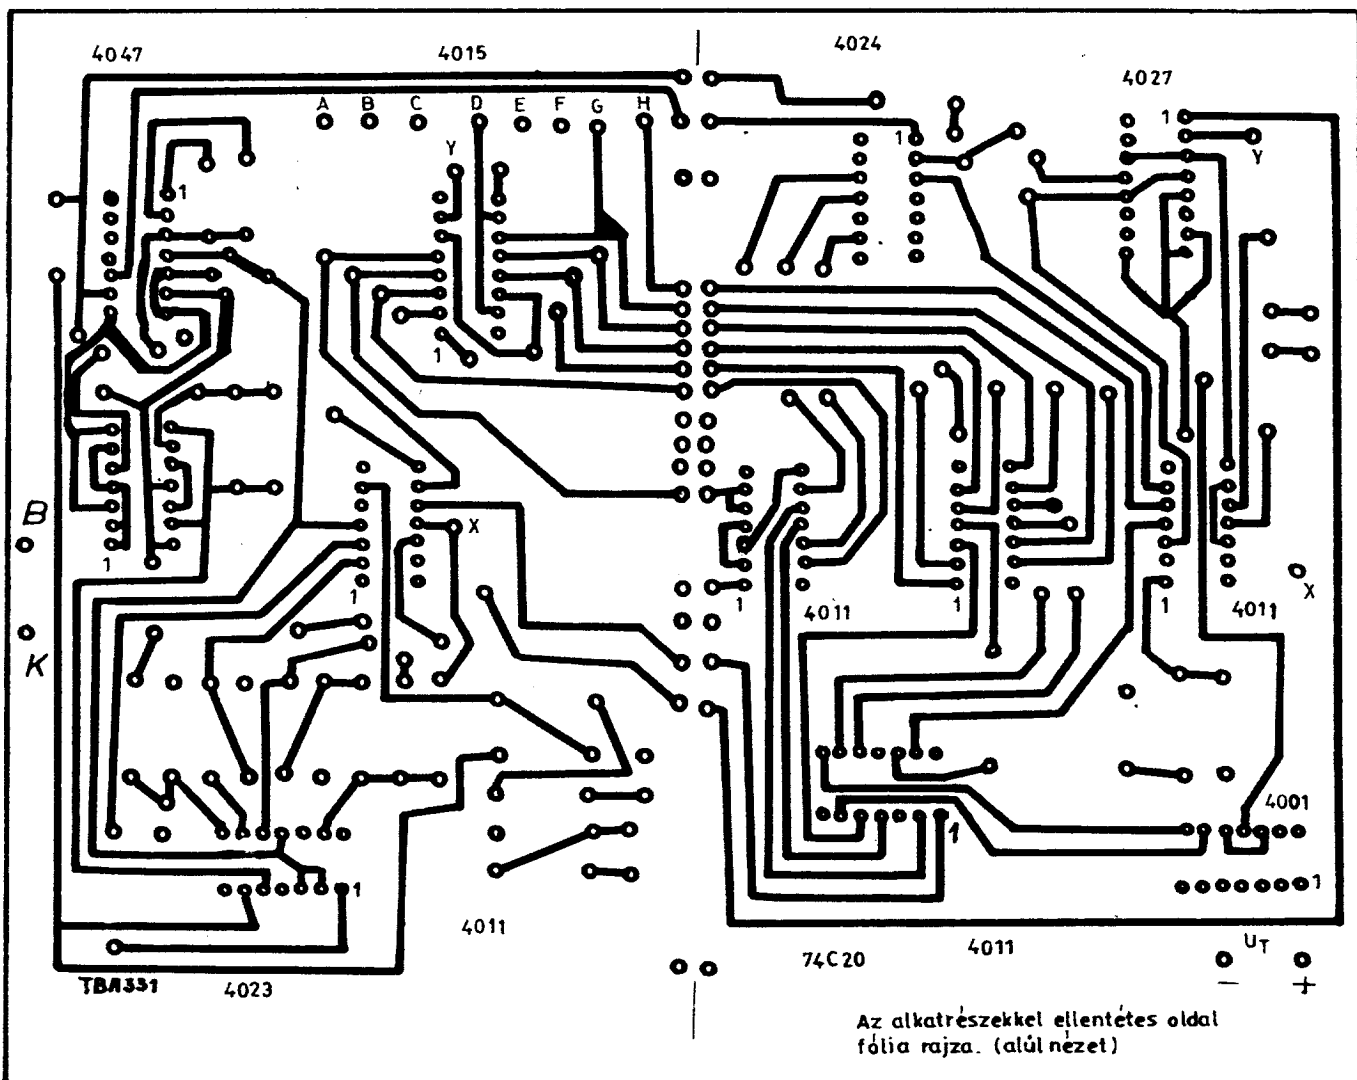 4047
4015
4024
4027
A B C D E F G H
1
1
Y
Y
1
1
B
X
1
1
1
1
1
X
4011
4011
K
4001
1
1
1
4011
4011
UT
74C20
TBA331
4023
- +
Az alkatrészekkel ellentétes oldal
fólia rajza. (alúl nézet)